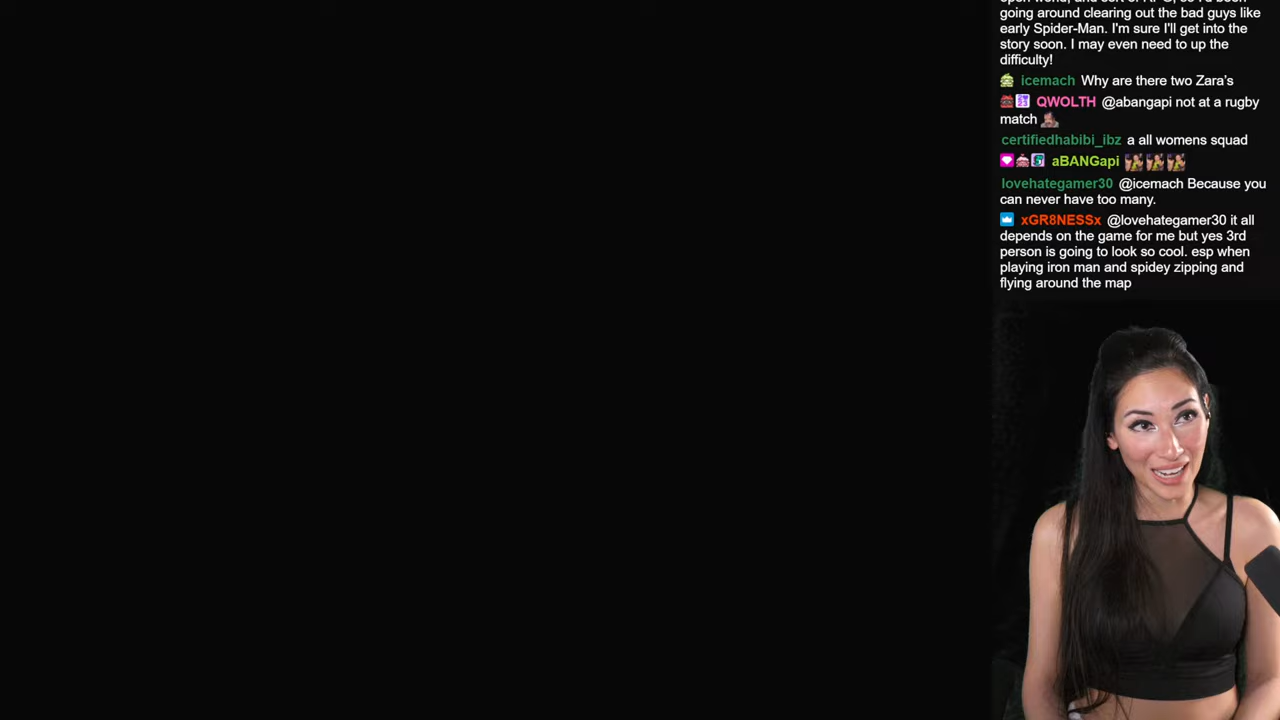 going around clearing out the bad guys like
early Spider-Man. I'm sure I'll get into the
story soon. I may even need to up the
difficulty!
icemach Why are there two Zara's
QWOLTH @abangapi not at a rugby
match
certifiedhabibi_ibz a all womens squad
aBANGapi
lovehategamer30 @icemach Because you
can never have too many.
xGR8NESSx @lovehategamer30 it all
depends on the game for me but yes 3rd
person is going to look so cool. esp when
playing iron man and spidey zipping and
flying around the map